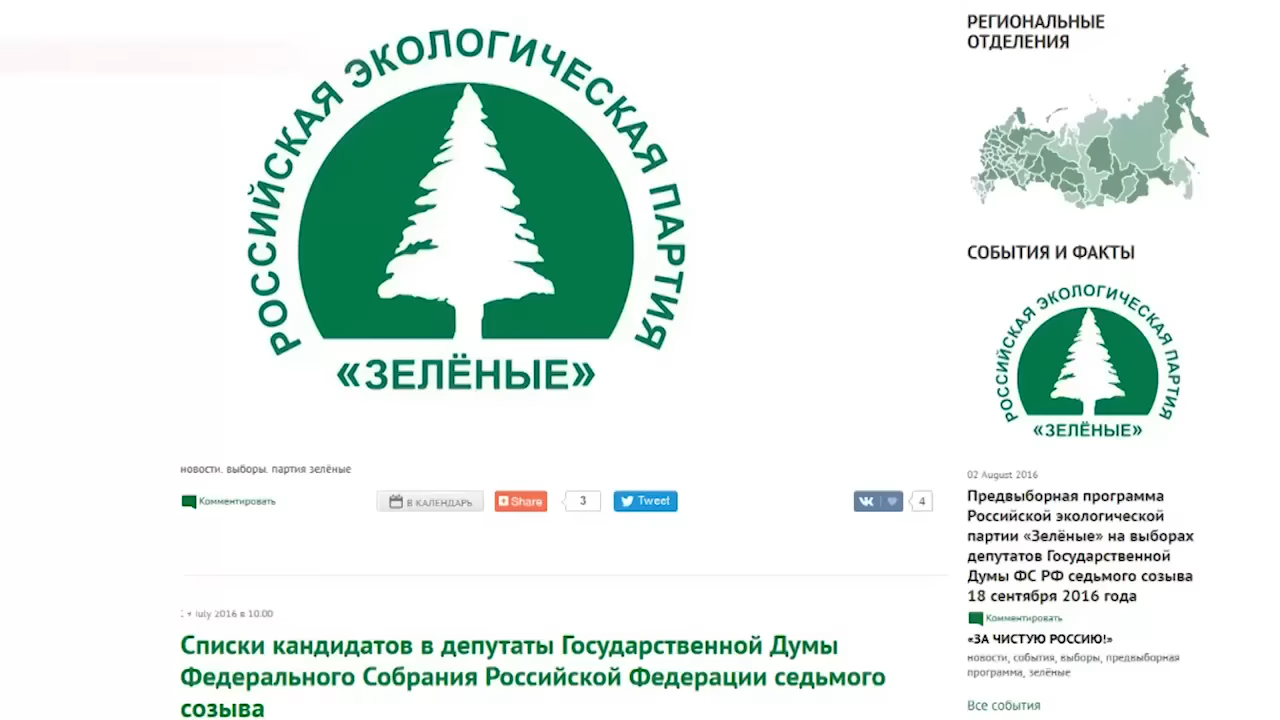 РОССИЙСКАЯ ЭКОЛОГИЧЕСКАЯ ПАРТИЯ
«ЗЕЛЁНЫЕ»
новости, выборы, партия зелёные
Комментировать
В КАЛЕНДАРЬ
Share
3
Tweet
4
July 2016 в 10:00
Списки кандидатов в депутаты Государственной Думы
Федерального Собрания Российской Федерации седьмого
созыва
РЕГИОНАЛЬНЫЕ
ОТДЕЛЕНИЯ
СОБЫТИЯ И ФАКТЫ
РОССИЙСКАЯ ЭКОЛОГИЧЕСКАЯ ПАРТИЯ
«ЗЕЛЁНЫЕ»
02 August 2016
Предвыборная программа
Российской экологической
партии «Зелёные» на выборах
депутатов Государственной
Думы ФС РФ седьмого созыва
18 сентября 2016 года
Комментировать
«ЗА ЧИСТУЮ РОССИЮ!»
новости, события, выборы, предвыборная
программа, зелёные
Все события